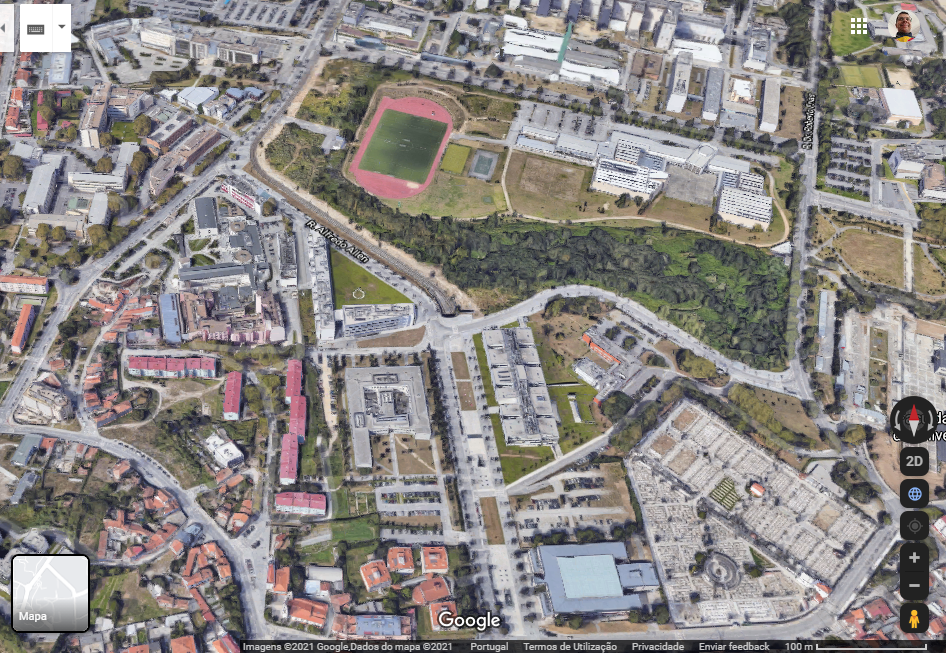 R. Alfredo Allen
2D
Mapa
Google
Imagens ©2021 Google,Dados do mapa ©2021 Portugal Termos de Utilização Privacidade Enviar feedback 100 m